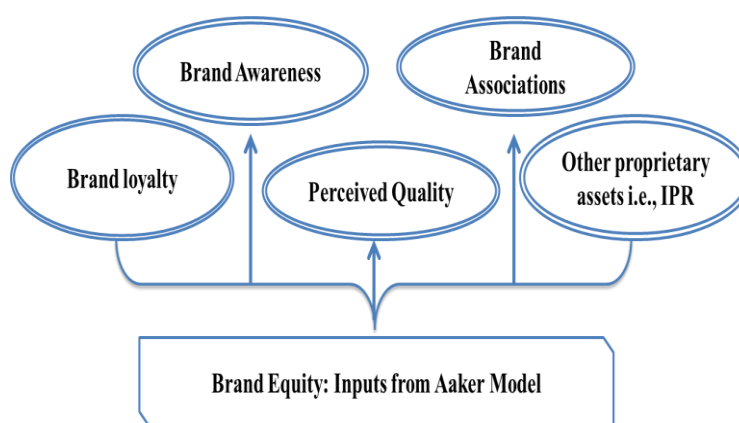 Brand Awareness
Brand
Associations
Brand loyalty
Perceived Quality
Other proprietary
assets i.e., IPR
Brand Equity: Inputs from Aaker Model